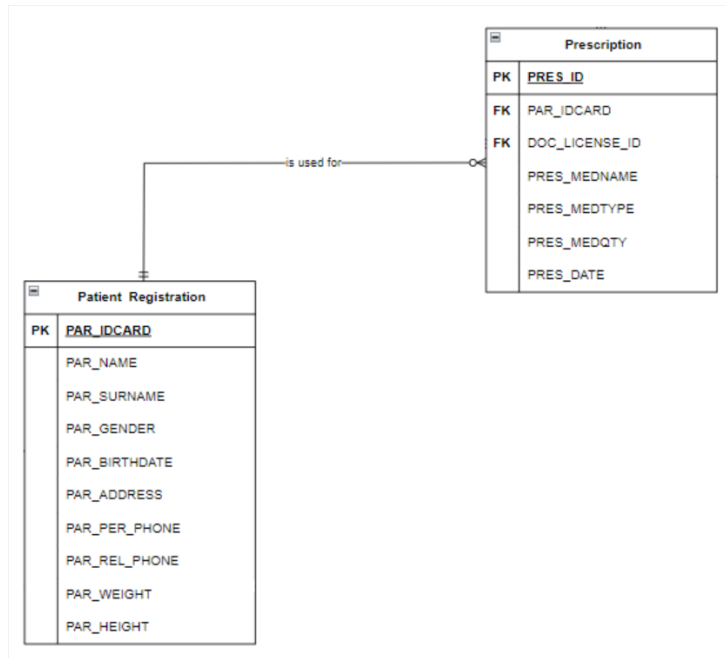 Prescription
PK PRES_ID
FK PAR_IDCARD
FK DOC_LICENSE_ID
PRES_MEDNAME
PRES_MEDTYPE
PRES_MEDQTY
PRES_DATE
is used for
Patient Registration
PK PAR_IDCARD
PAR_NAME
PAR_SURNAME
PAR_GENDER
PAR_BIRTHDATE
PAR_ADDRESS
PAR_PER_PHONE
PAR_REL_PHONE
PAR_WEIGHT
PAR_HEIGHT